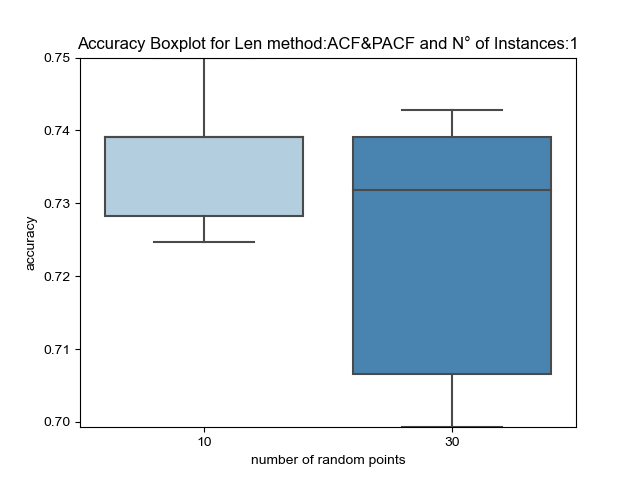 Accuracy Boxplot for Len method:ACF&PACF and N° of Instances:1
0.75
0.74
0.73
0.72
0.71
0.70
accuracy
10 30
number of random points